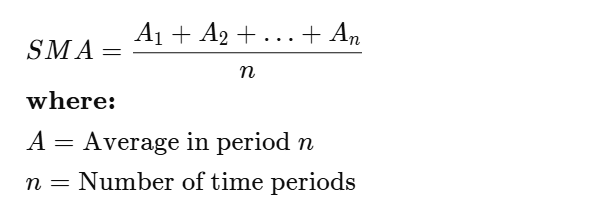 SMA = A₁ + A₂ + … + Aₙ / n
where:
A = Average in period n
n = Number of time periods